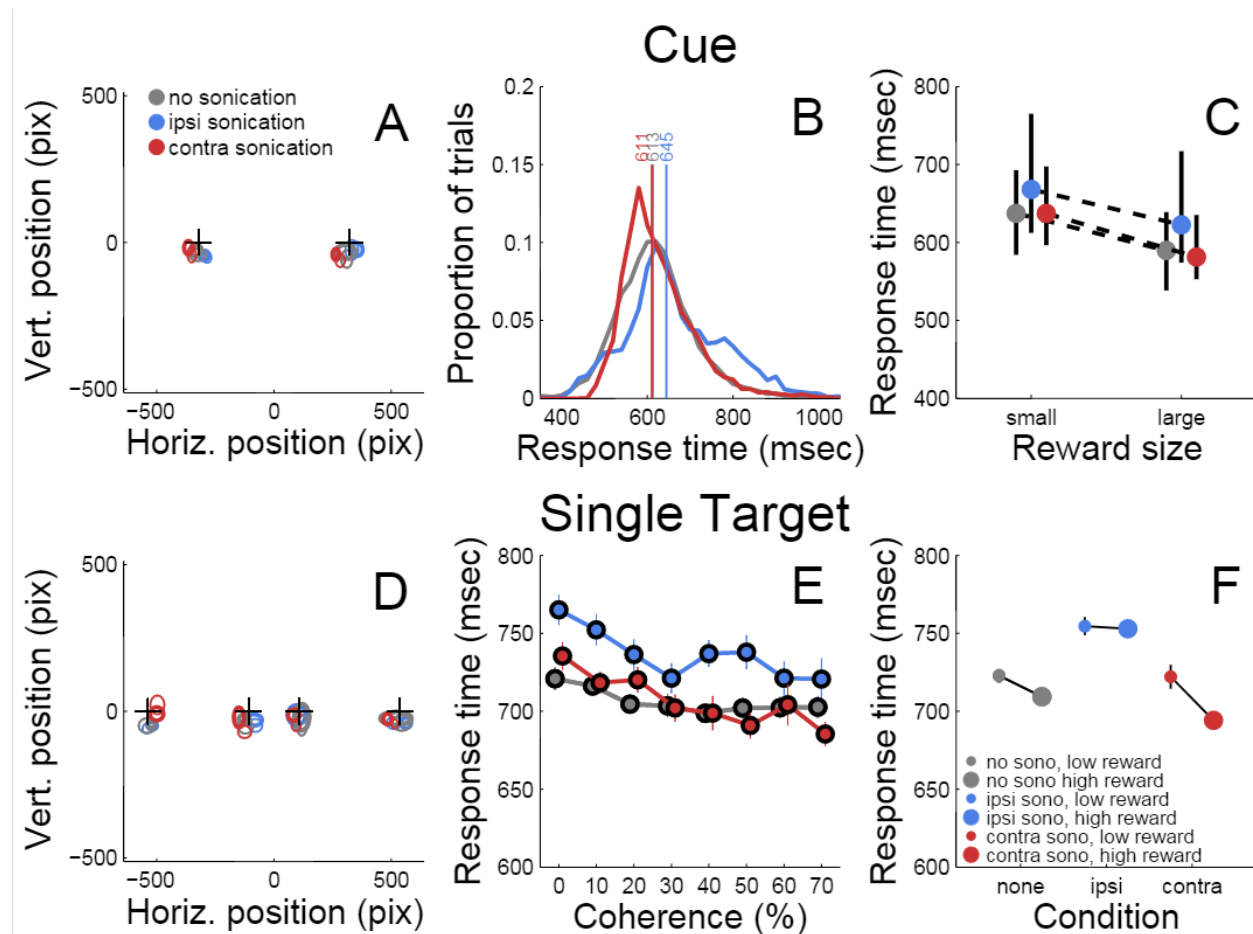 Cue
A
500
0
−500
−500
0
500
Vert. position (pix)
Horiz. position (pix)
no sonication
ipsi sonication
contra sonication
B
0.2
0.15
0.1
0.05
0
400
600
800
1000
Proportion of trials
Response time (msec)
611
613
645
C
800
700
600
500
400
small
large
Response time (msec)
Reward size
Single Target
D
500
0
−500
−500
0
500
Vert. position (pix)
Horiz. position (pix)
E
800
750
700
650
600
0
10
20
30
40
50
60
70
Response time (msec)
Coherence (%)
F
800
750
700
650
600
none
ipsi
contra
Response time (msec)
Condition
no sono, low reward
no sono high reward
ipsi sono, low reward
ipsi sono, high reward
contra sono, low reward
contra sono, high reward